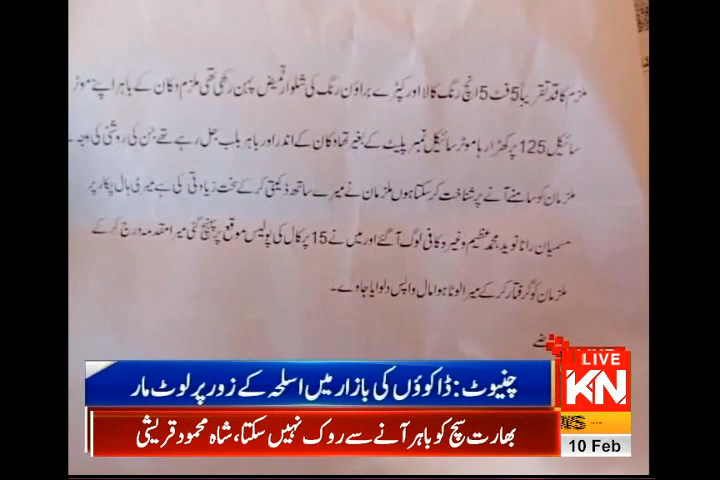 ملزم کا قد تقریباً 5 فٹ 5 انچ رنگ کالا اور کپڑے براؤن رنگ کی شلوار قمیض پہن رکھی تھی ملزم دکان کے باہر اپنے موٹر
سائیکل 125 پر کھڑا رہا موٹر سائیکل نمبر پلیٹ کے بغیر تھا دکان کے اندر اور باہر بلب جل رہے تھے جن کی روشنی کی وجہ
ملزمان کو سامنے آنے پر شناخت کر سکتا ہوں ملزمان نے میرے ساتھ ڈکیتی کر کے سخت زیادتی کی ہے میری ہال پکار پر
مسمیان رانا نوید، محمد عظیم وغیرہ کافی لوگ آ گئے اور میں نے 15 پر کال کی پولیس موقع پر پہنچ گئی میرا مقدمہ درج کر کے
ملزمان کو گرفتار کر کے میرا لوٹا ہوا مال واپس دلوایا جاوے۔
LIVE
KN
10 Feb
چنیوٹ: ڈاکوؤں کی بازار میں اسلحہ کے زور پر لوٹ مار
بھارت سچ کو باہر آنے سے روک نہیں سکتا، شاہ محمود قریشی